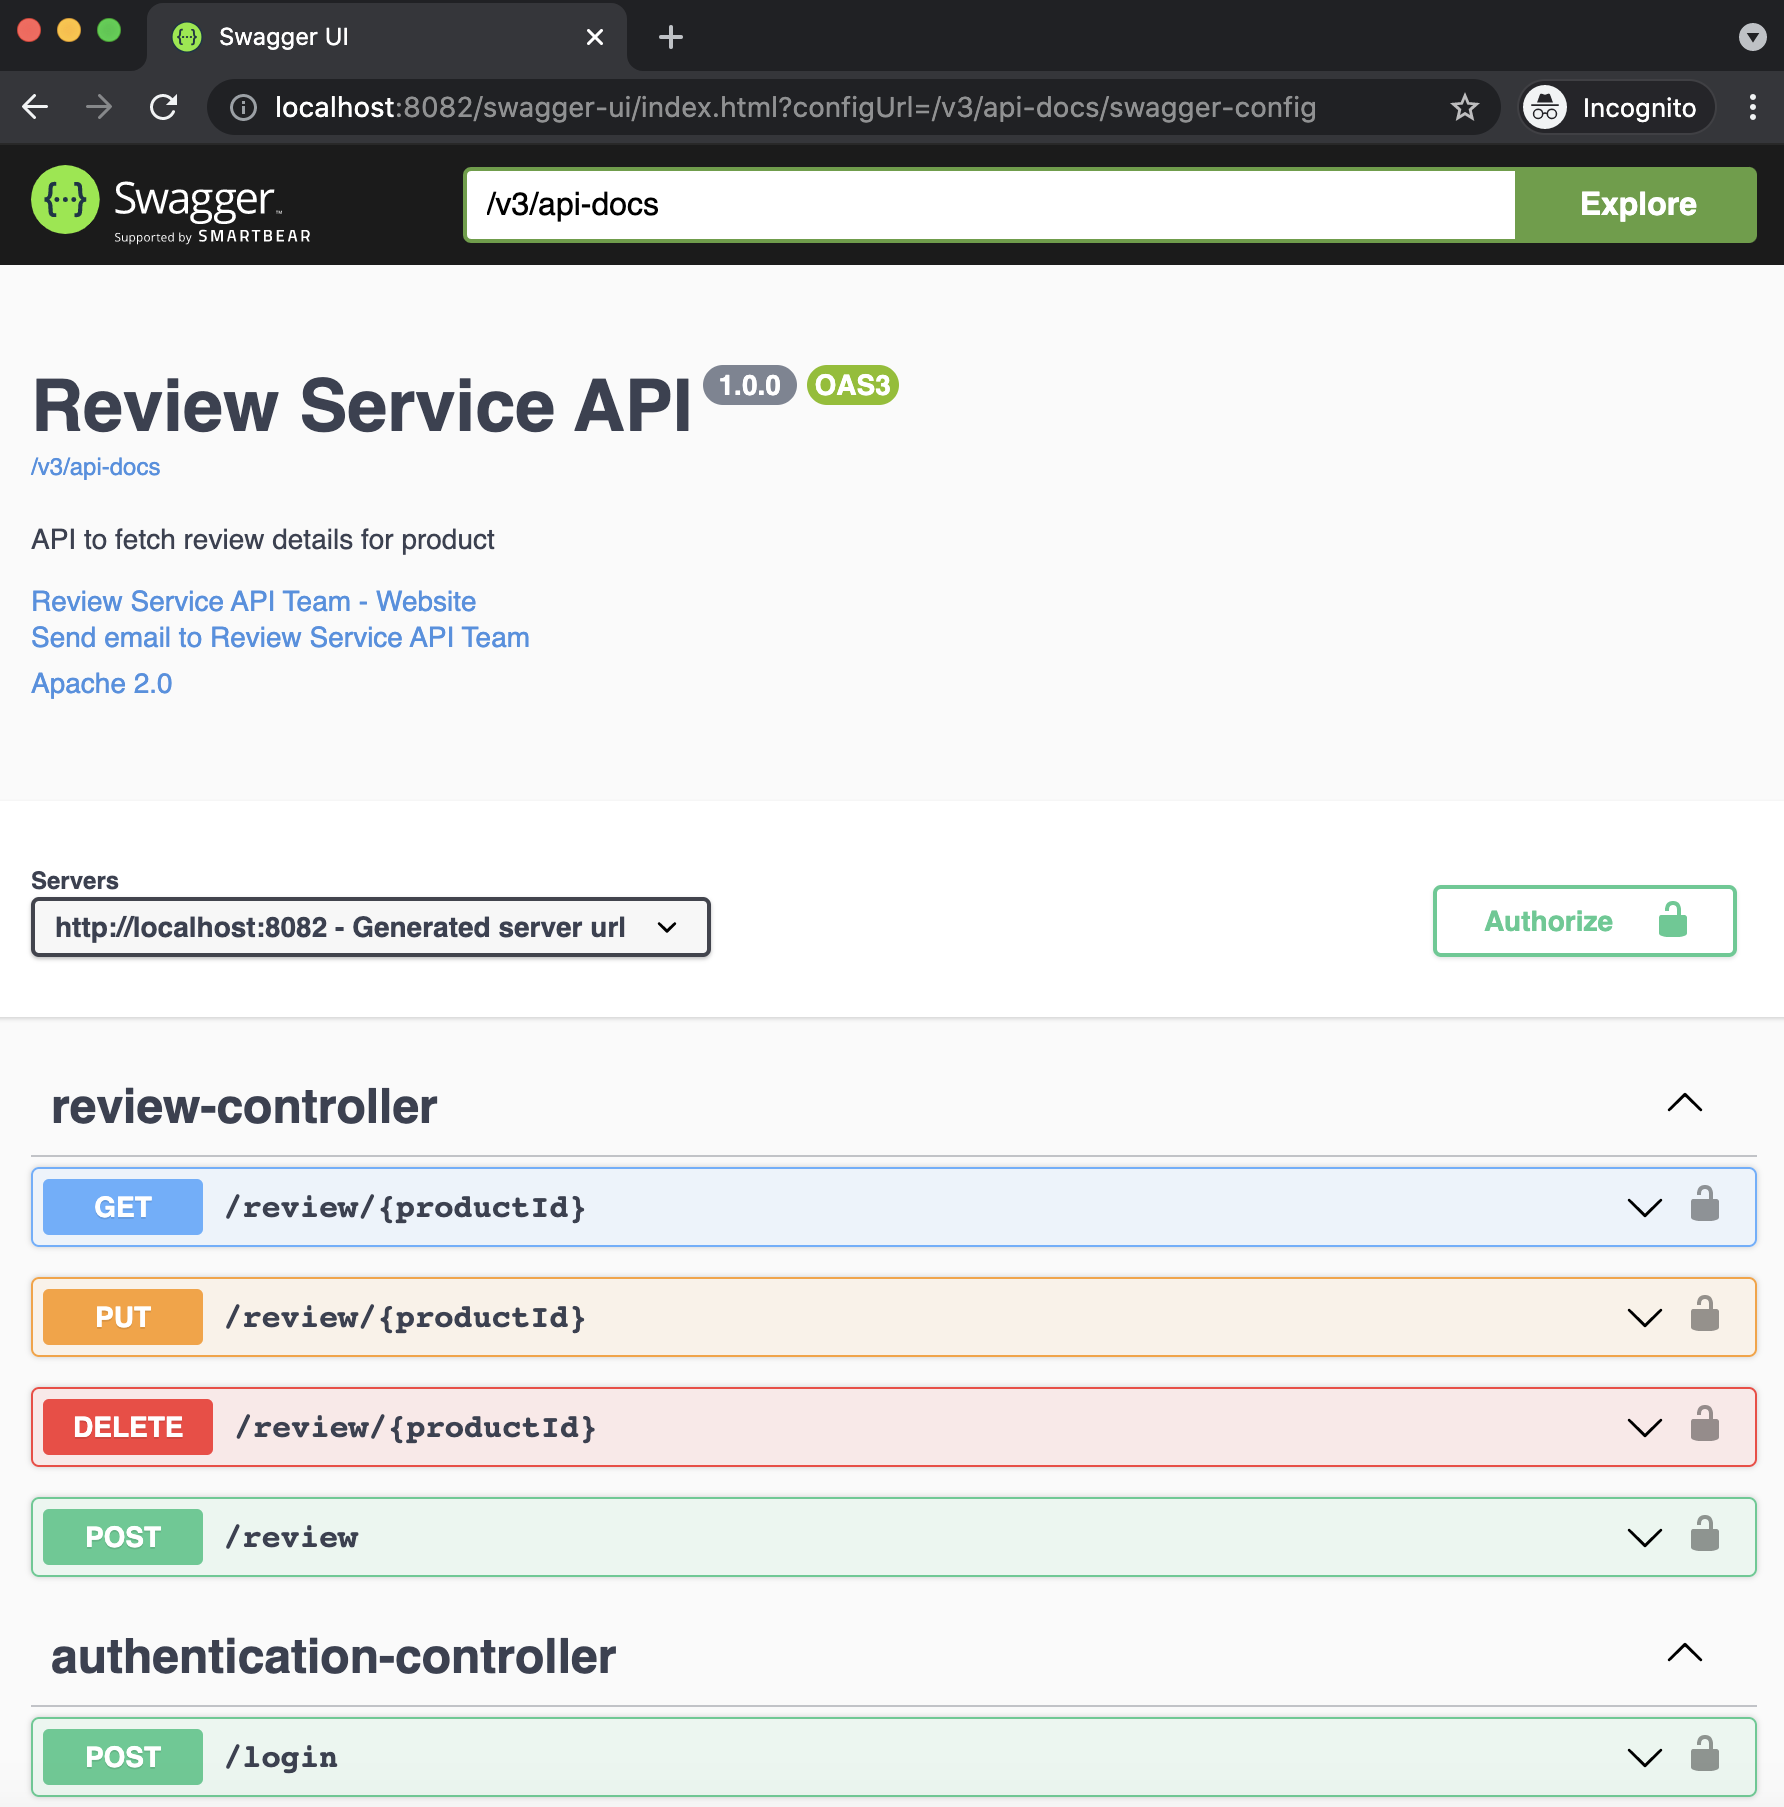 Swagger UI
localhost:8082/swagger-ui/index.html?configUrl=/v3/api-docs/swagger-config
Incognito
{···} Swagger™
Supported by SMARTBEAR
/v3/api-docs
Explore
Review Service API 1.0.0 OAS3
/v3/api-docs
API to fetch review details for product
Review Service API Team - Website
Send email to Review Service API Team
Apache 2.0
Servers
http://localhost:8082 - Generated server url
Authorize
review-controller
GET /review/{productId}
PUT /review/{productId}
DELETE /review/{productId}
POST /review
authentication-controller
POST /login